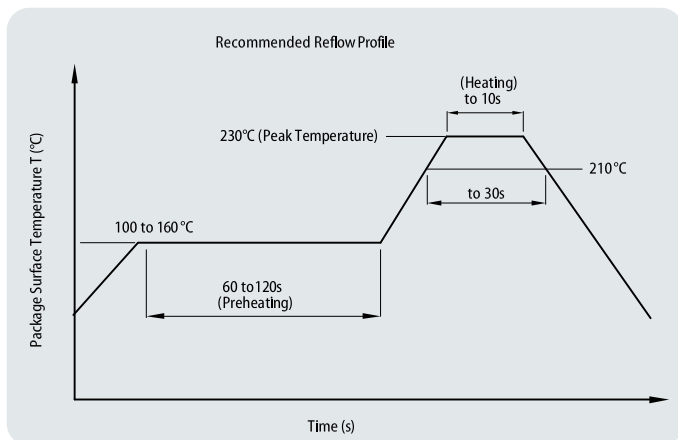 Recommended Reflow Profile
(Heating)
to 10s
230°C (Peak Temperature)
210°C
to 30s
100 to 160°C
60 to120s
(Preheating)
Package Surface Temperature T (°C)
Time (s)